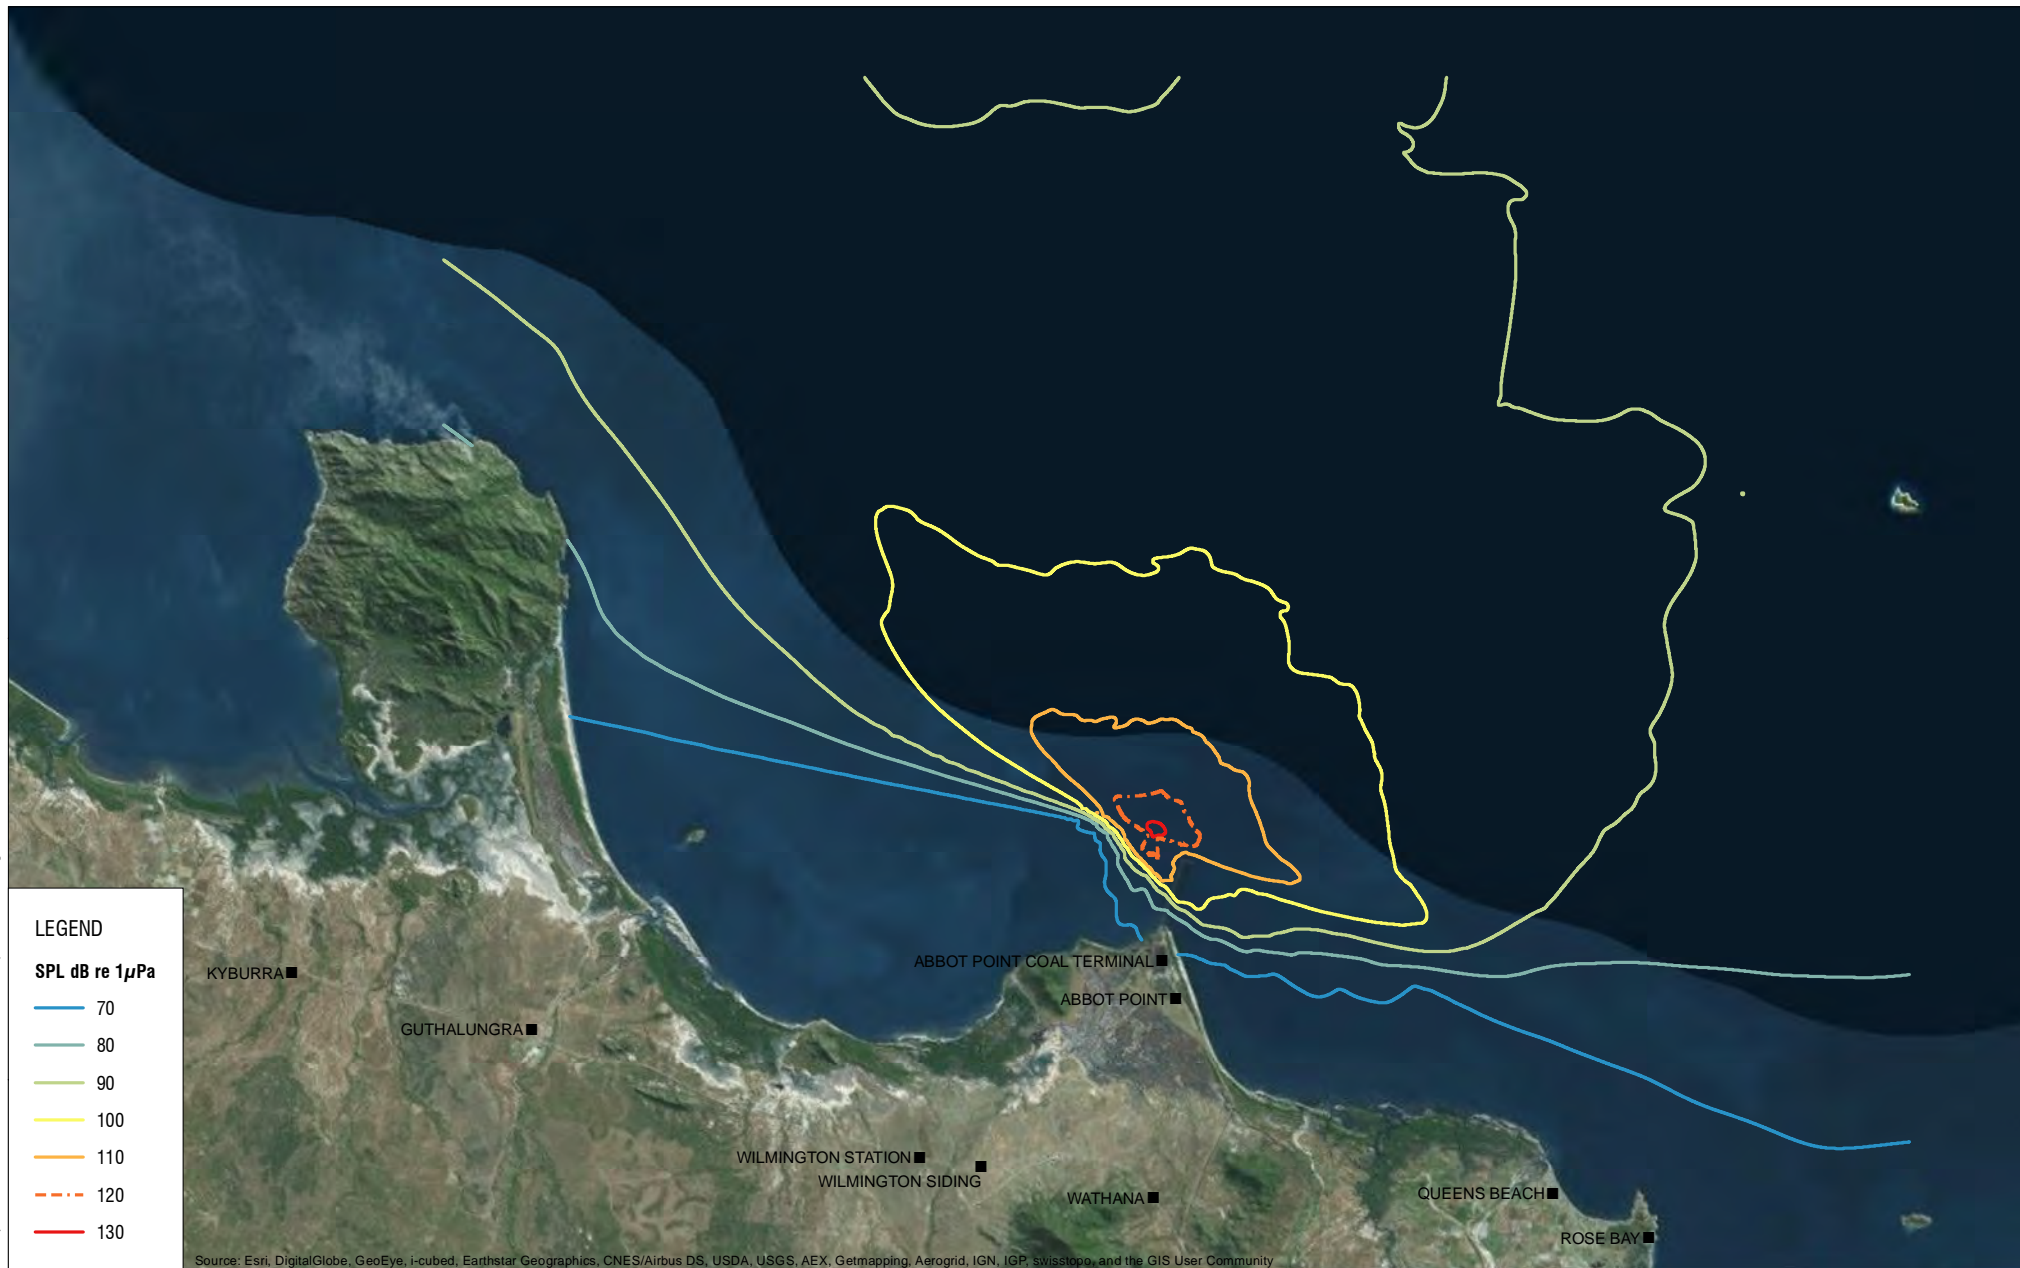 ABBOT POINT COAL TERMINAL
ABBOT POINT
KYBURRA
GUTHALUNGRA
WILMINGTON STATION
WILMINGTON SIDING
WATHANA
QUEENS BEACH
ROSE BAY
LEGEND
SPL dB re 1µPa
70
80
90
100
110
120
130
Source: Esri, DigitalGlobe, GeoEye, i-cubed, Earthstar Geographics, CNES/Airbus DS, USDA, USGS, AEX, Getmapping, Aerogrid, IGN, IGP, swisstopo, and the GIS User Community